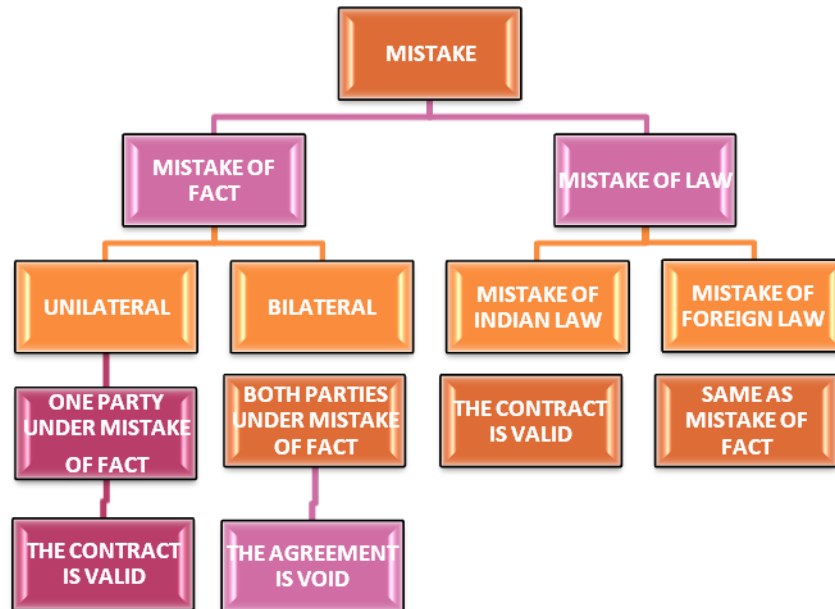 MISTAKE
MISTAKE OF
FACT
MISTAKE OF LAW
UNILATERAL
BILATERAL
MISTAKE OF
INDIAN LAW
MISTAKE OF
FOREIGN LAW
ONE PARTY
UNDER MISTAKE
OF FACT
BOTH PARTIES
UNDER MISTAKE
OF FACT
THE CONTRACT
IS VALID
SAME AS
MISTAKE OF
FACT
THE CONTRACT
IS VALID
THE AGREEMENT
IS VOID